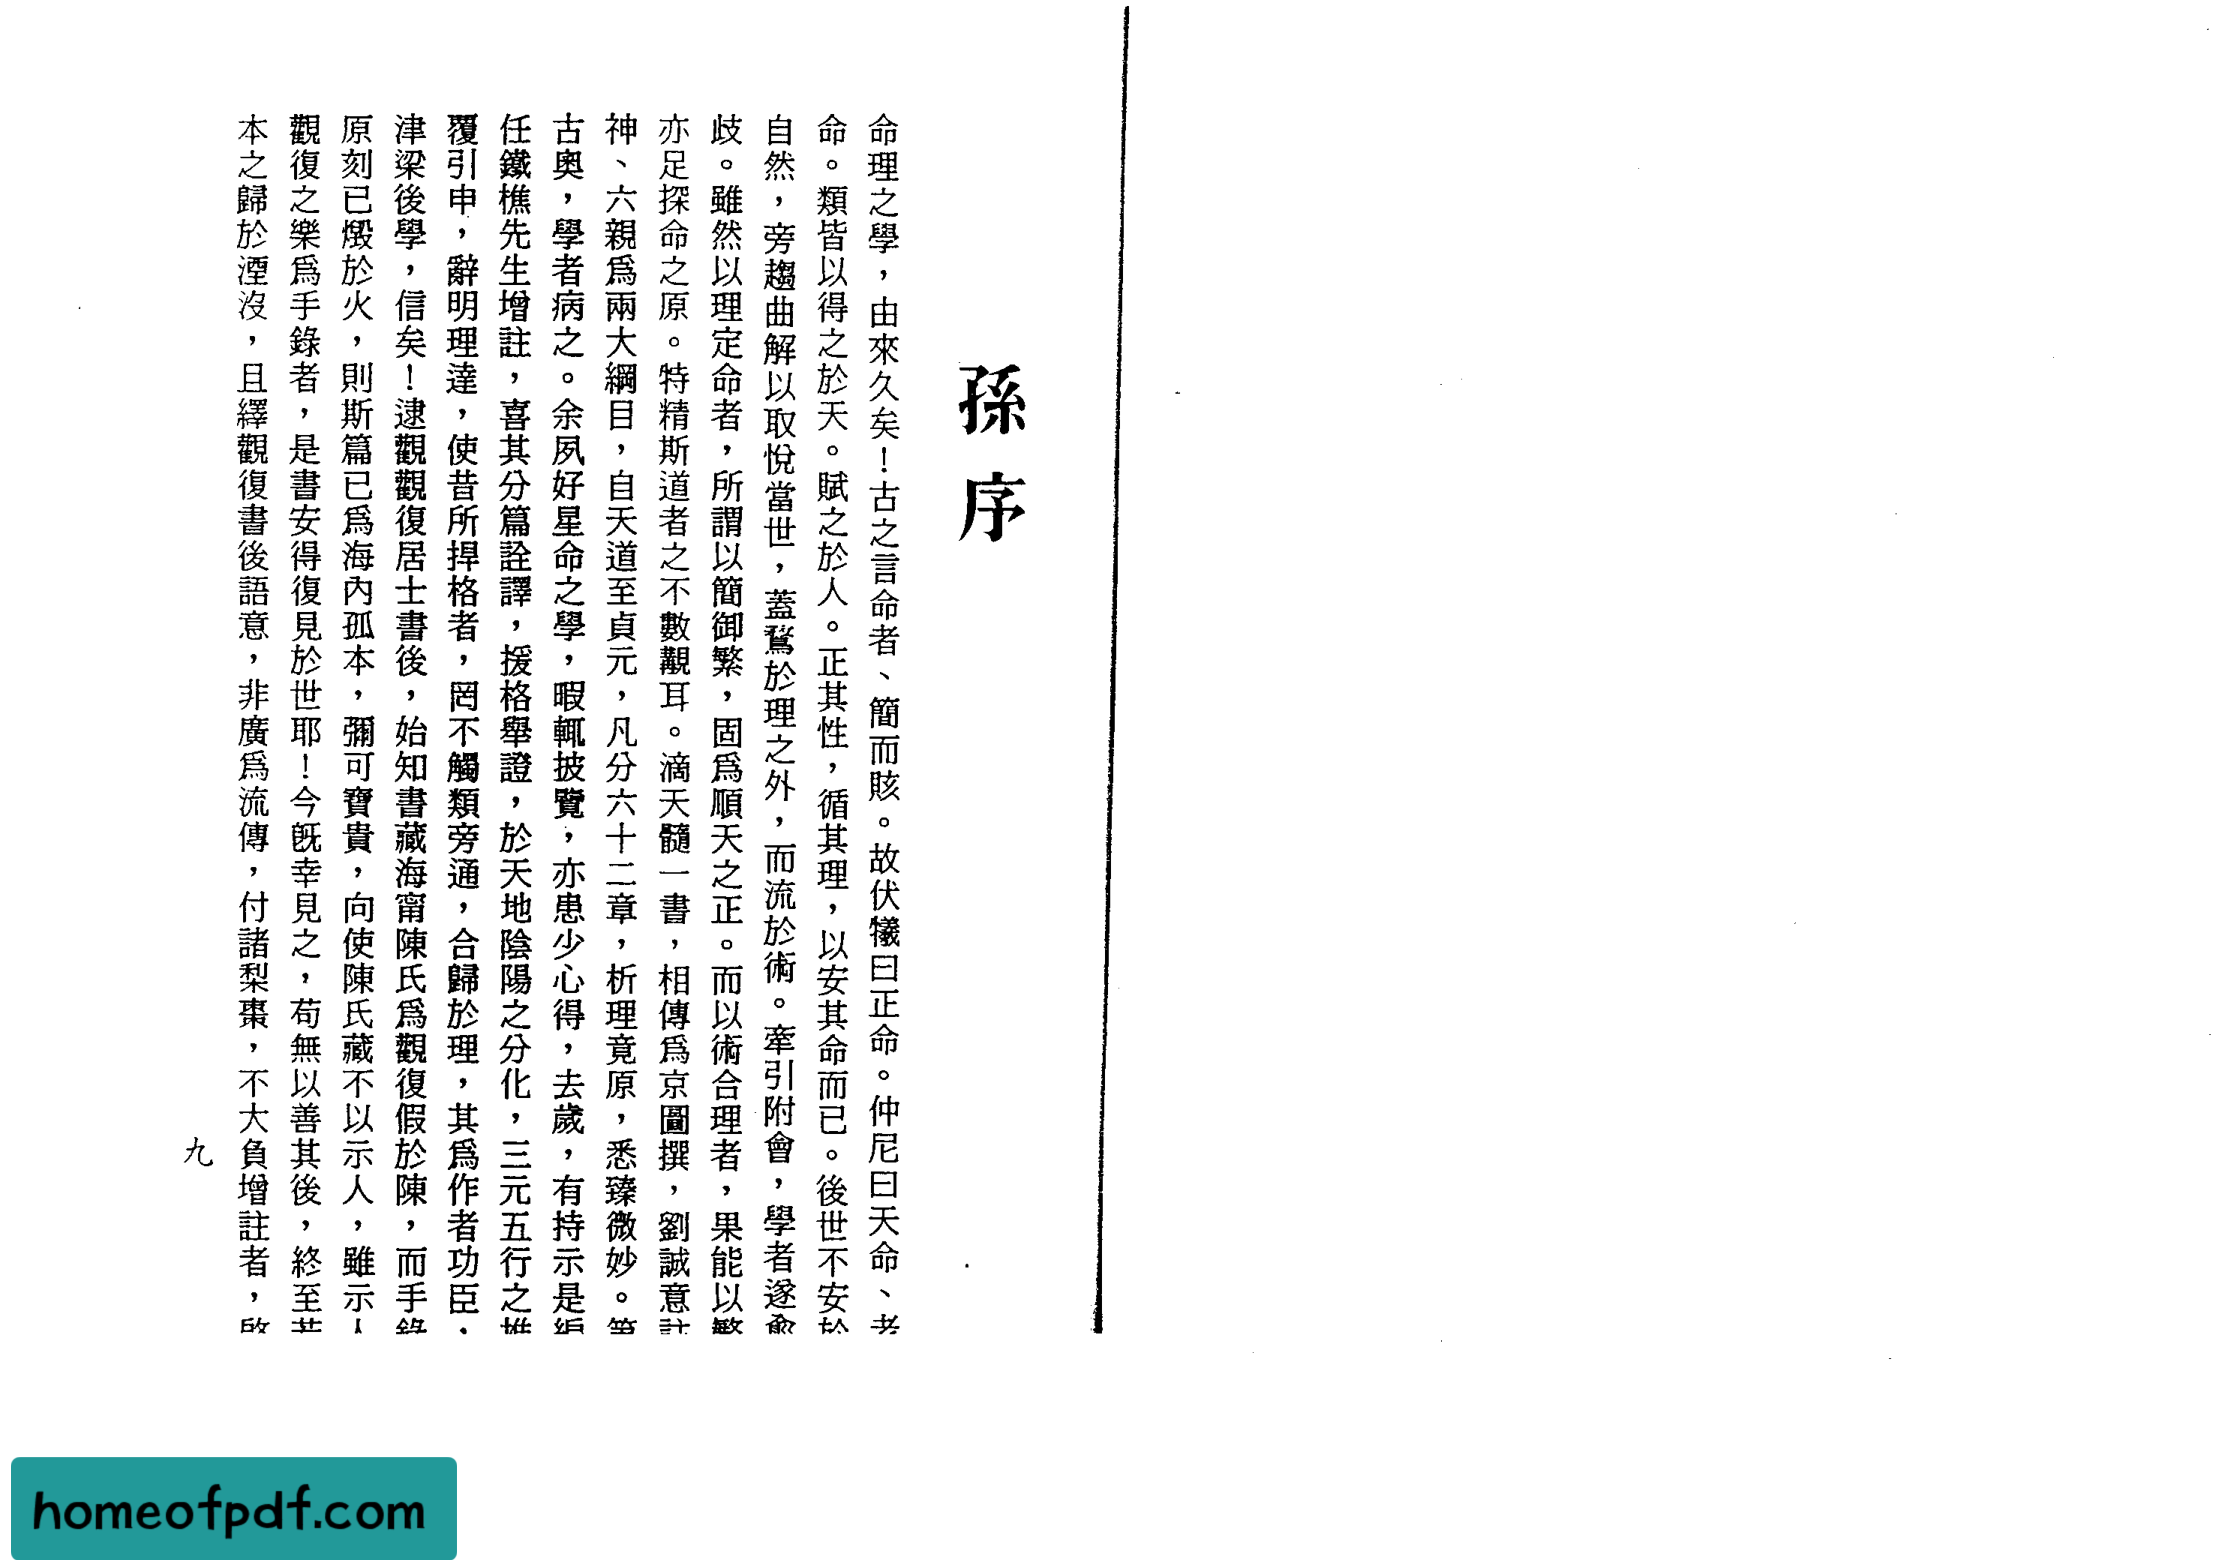 孫序
命理之學，由來久矣！古之言命者、簡而賅。故伏犧曰正命。仲尼曰天命、老
命。類皆以得之於天。賦之於人。正其性，循其理，以安其命而已。後世不安於
自然，旁趨曲解以取悅當世，蓋鶩於理之外，而流於術。牽引附會，學者遂愈
歧。雖然以理定命者，所謂以簡御繁，固爲順天之正。而以術合理者，果能以繁
亦足探命之原。特精斯道者之不數覯耳。滴天髓一書，相傳爲京圖撰，劉誠意註
神、六親爲兩大綱目，自天道至貞元，凡分六十二章，析理竟原，悉臻微妙。第
古奧，學者病之。余夙好星命之學，暇輒披覽，亦患少心得，去歲，有持示是編
任鐵樵先生增註，喜其分篇詮譯，援格舉證，於天地陰陽之分化，三元五行之推
覆引申，辭明理達，使昔所捍格者，罔不觸類旁通，合歸於理，其爲作者功臣，
津梁後學，信矣！逮觀觀復居士書後，始知書藏海甯陳氏爲觀復假於陳，而手錄
原刻已燬於火，則斯篇已爲海內孤本，彌可寶貴，向使陳氏藏不以示人，雖示人
觀復之樂爲手錄者，是書安得復見於世耶！今旣幸見之，苟無以善其後，終至若
本之歸於湮沒，且繹觀復書後語意，非廣爲流傳，付諸梨棗，不大負增註者，
九
homeofpdf.com